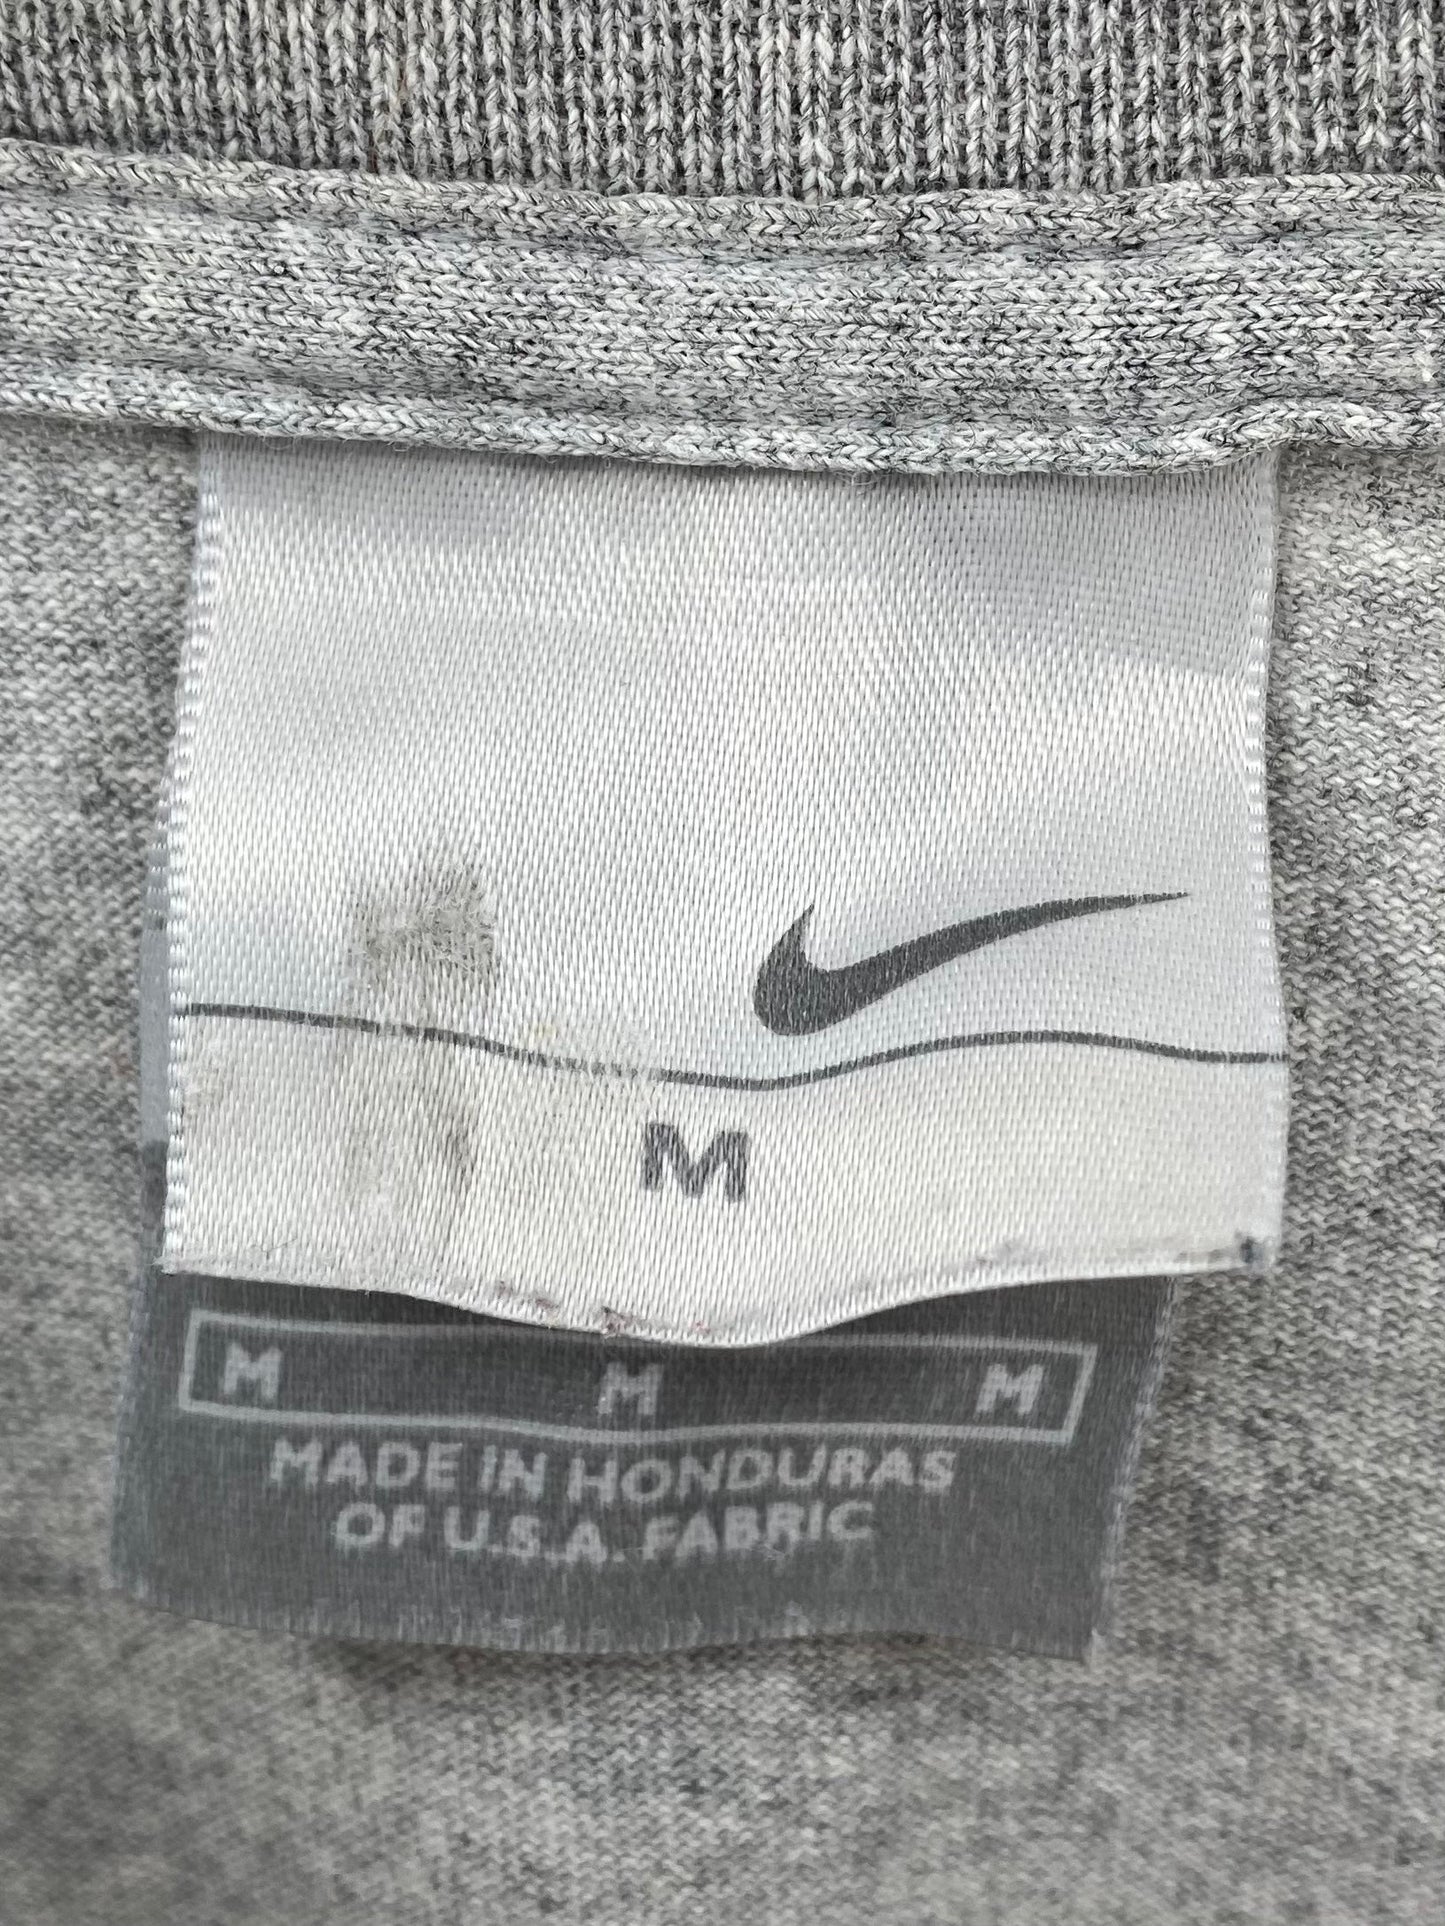 M
M M M
MADE IN HONDURAS
OF U.S.A. FABRIC